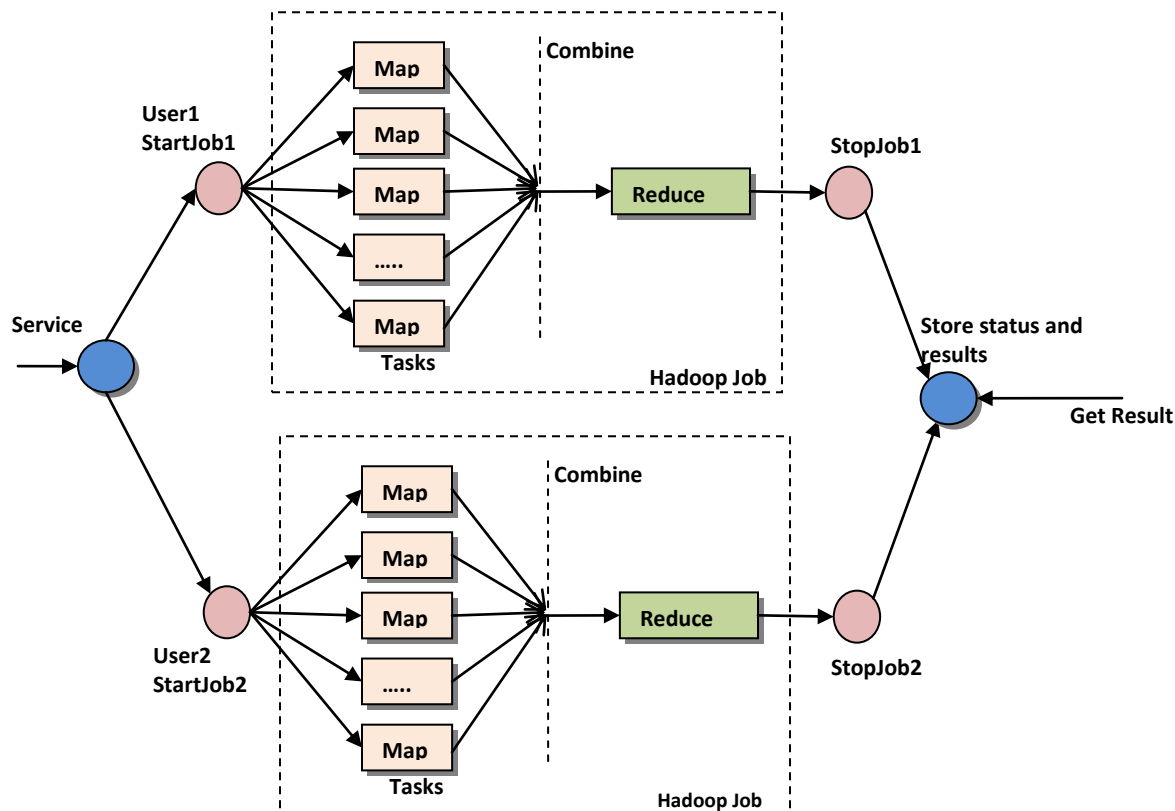 Map
Combine
User1
StartJob1
Map
StopJob1
Map
Reduce
…..
Service
Map
Store status and
results
Tasks
Hadoop Job
Get Result
Map
Combine
Map
Map
Reduce
User2
StartJob2
StopJob2
…..
Map
Tasks
Hadoop Job